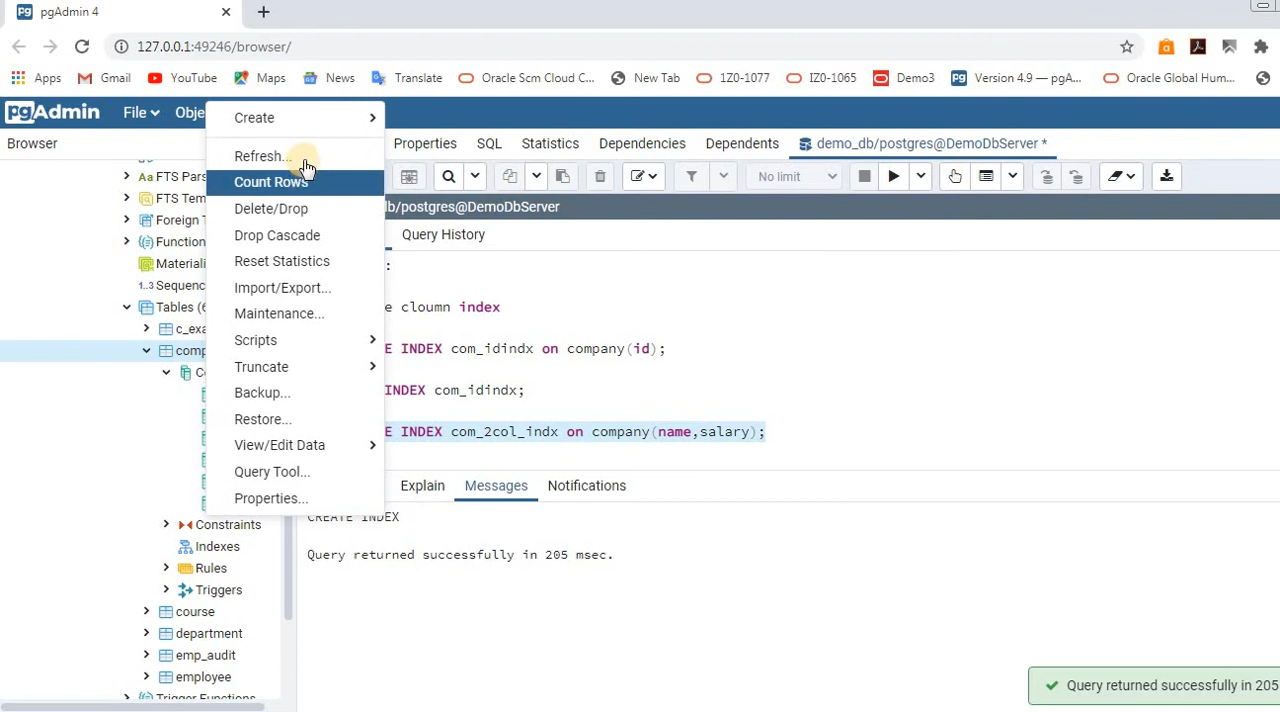 pgAdmin 4
127.0.0.1:49246/browser/
Apps Gmail YouTube Maps News Translate Oracle Scm Cloud C... New Tab 1Z0-1077 IZ0-1065 Demo3 Version 4.9 — pgA... Oracle Global Hum...
pgAdmin File Obje
Browser
Properties SQL Statistics Dependencies Dependents demo_db/postgres@DemoDbServer *
No limit
b/postgres@DemoDbServer
Query History
FTS Pars
FTS Tem
Foreign T
Function
Materiali
1..3 Sequenc
Tables (6
c_exa
comp
Co
Constraints
Indexes
Rules
Triggers
course
department
emp_audit
employee
Trigger Functions
Create
Refresh...
Count Rows
Delete/Drop
Drop Cascade
Reset Statistics
Import/Export...
Maintenance...
Scripts
Truncate
Backup...
Restore...
View/Edit Data
Query Tool...
Properties...
:
e cloumn index
E INDEX com_idindx on company(id);
INDEX com_idindx;
E INDEX com_2col_indx on company(name,salary);
Explain Messages Notifications
CREATE INDEX
Query returned successfully in 205 msec.
Query returned successfully in 205